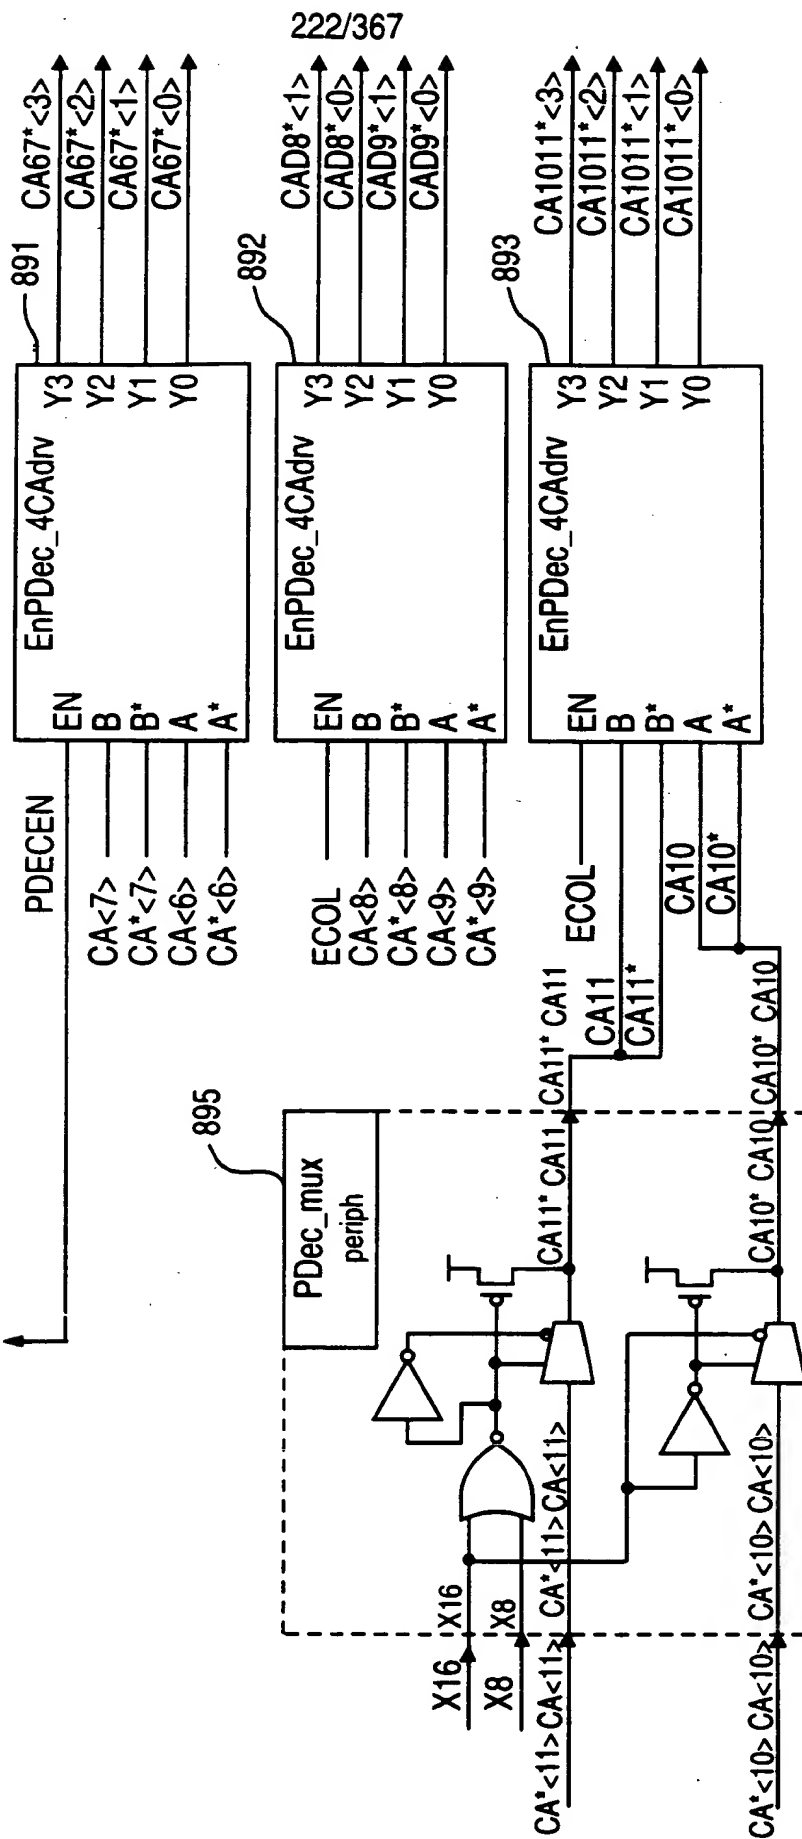 222/367
891
EnPDec_4CAdrv
PDECEN
EN
CA<7>
B
CA*<7>
B*
CA<6>
A
CA*<6>
A*
Y3
CA67*<3>
Y2
CA67*<2>
Y1
CA67*<1>
Y0
CA67*<0>
892
EnPDec_4CAdrv
ECOL
EN
CA<8>
B
CA*<8>
B*
CA<9>
A
CA*<9>
A*
Y3
CAD8*<1>
Y2
CAD8*<0>
Y1
CAD9*<1>
Y0
CAD9*<0>
893
EnPDec_4CAdrv
ECOL
EN
CA11
B
CA11*
B*
CA10
A
CA10*
A*
Y3
CA1011*<3>
Y2
CA1011*<2>
Y1
CA1011*<1>
Y0
CA1011*<0>
895
PDec_mux
periph
X16
X16
X8
X8
CA*<11> CA<11>
CA*<11> CA<11>
CA11* CA11
CA11* CA11
CA*<10> CA<10>
CA*<10> CA<10>
CA10* CA10
CA10* CA10